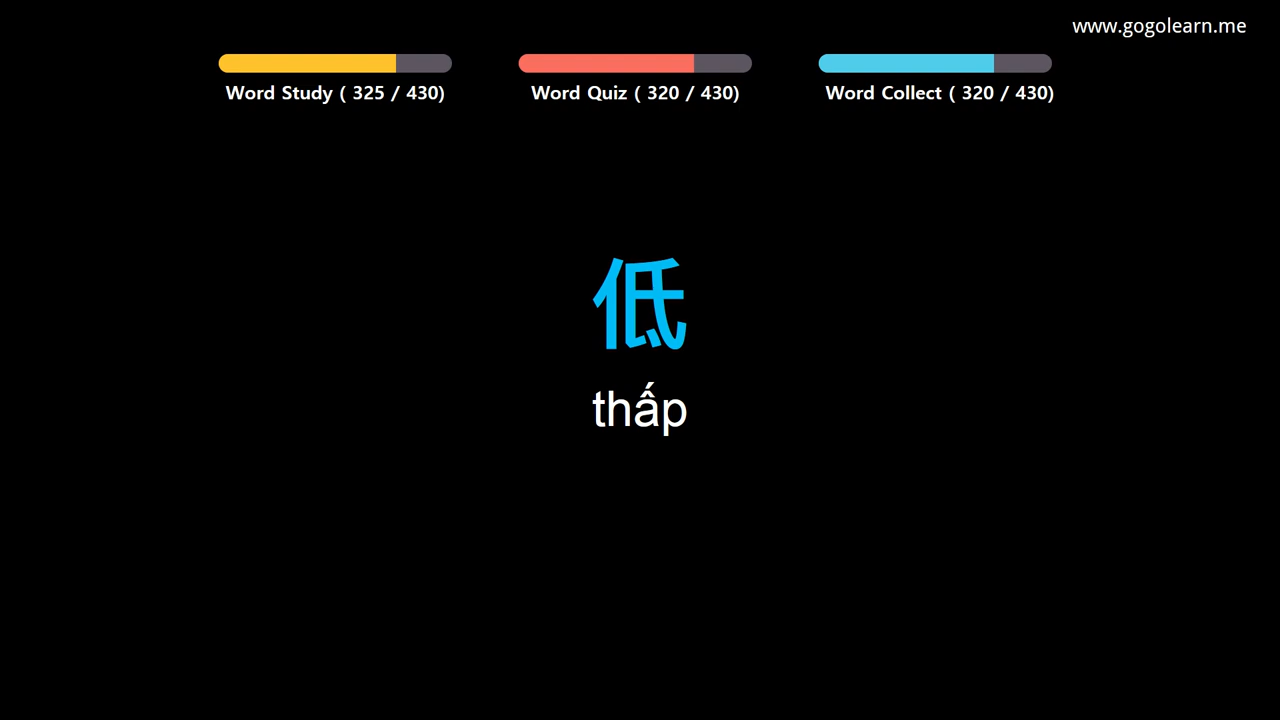 www.gogolearn.me
Word Study ( 325 / 430)
Word Quiz ( 320 / 430)
Word Collect ( 320 / 430)
低
thấp